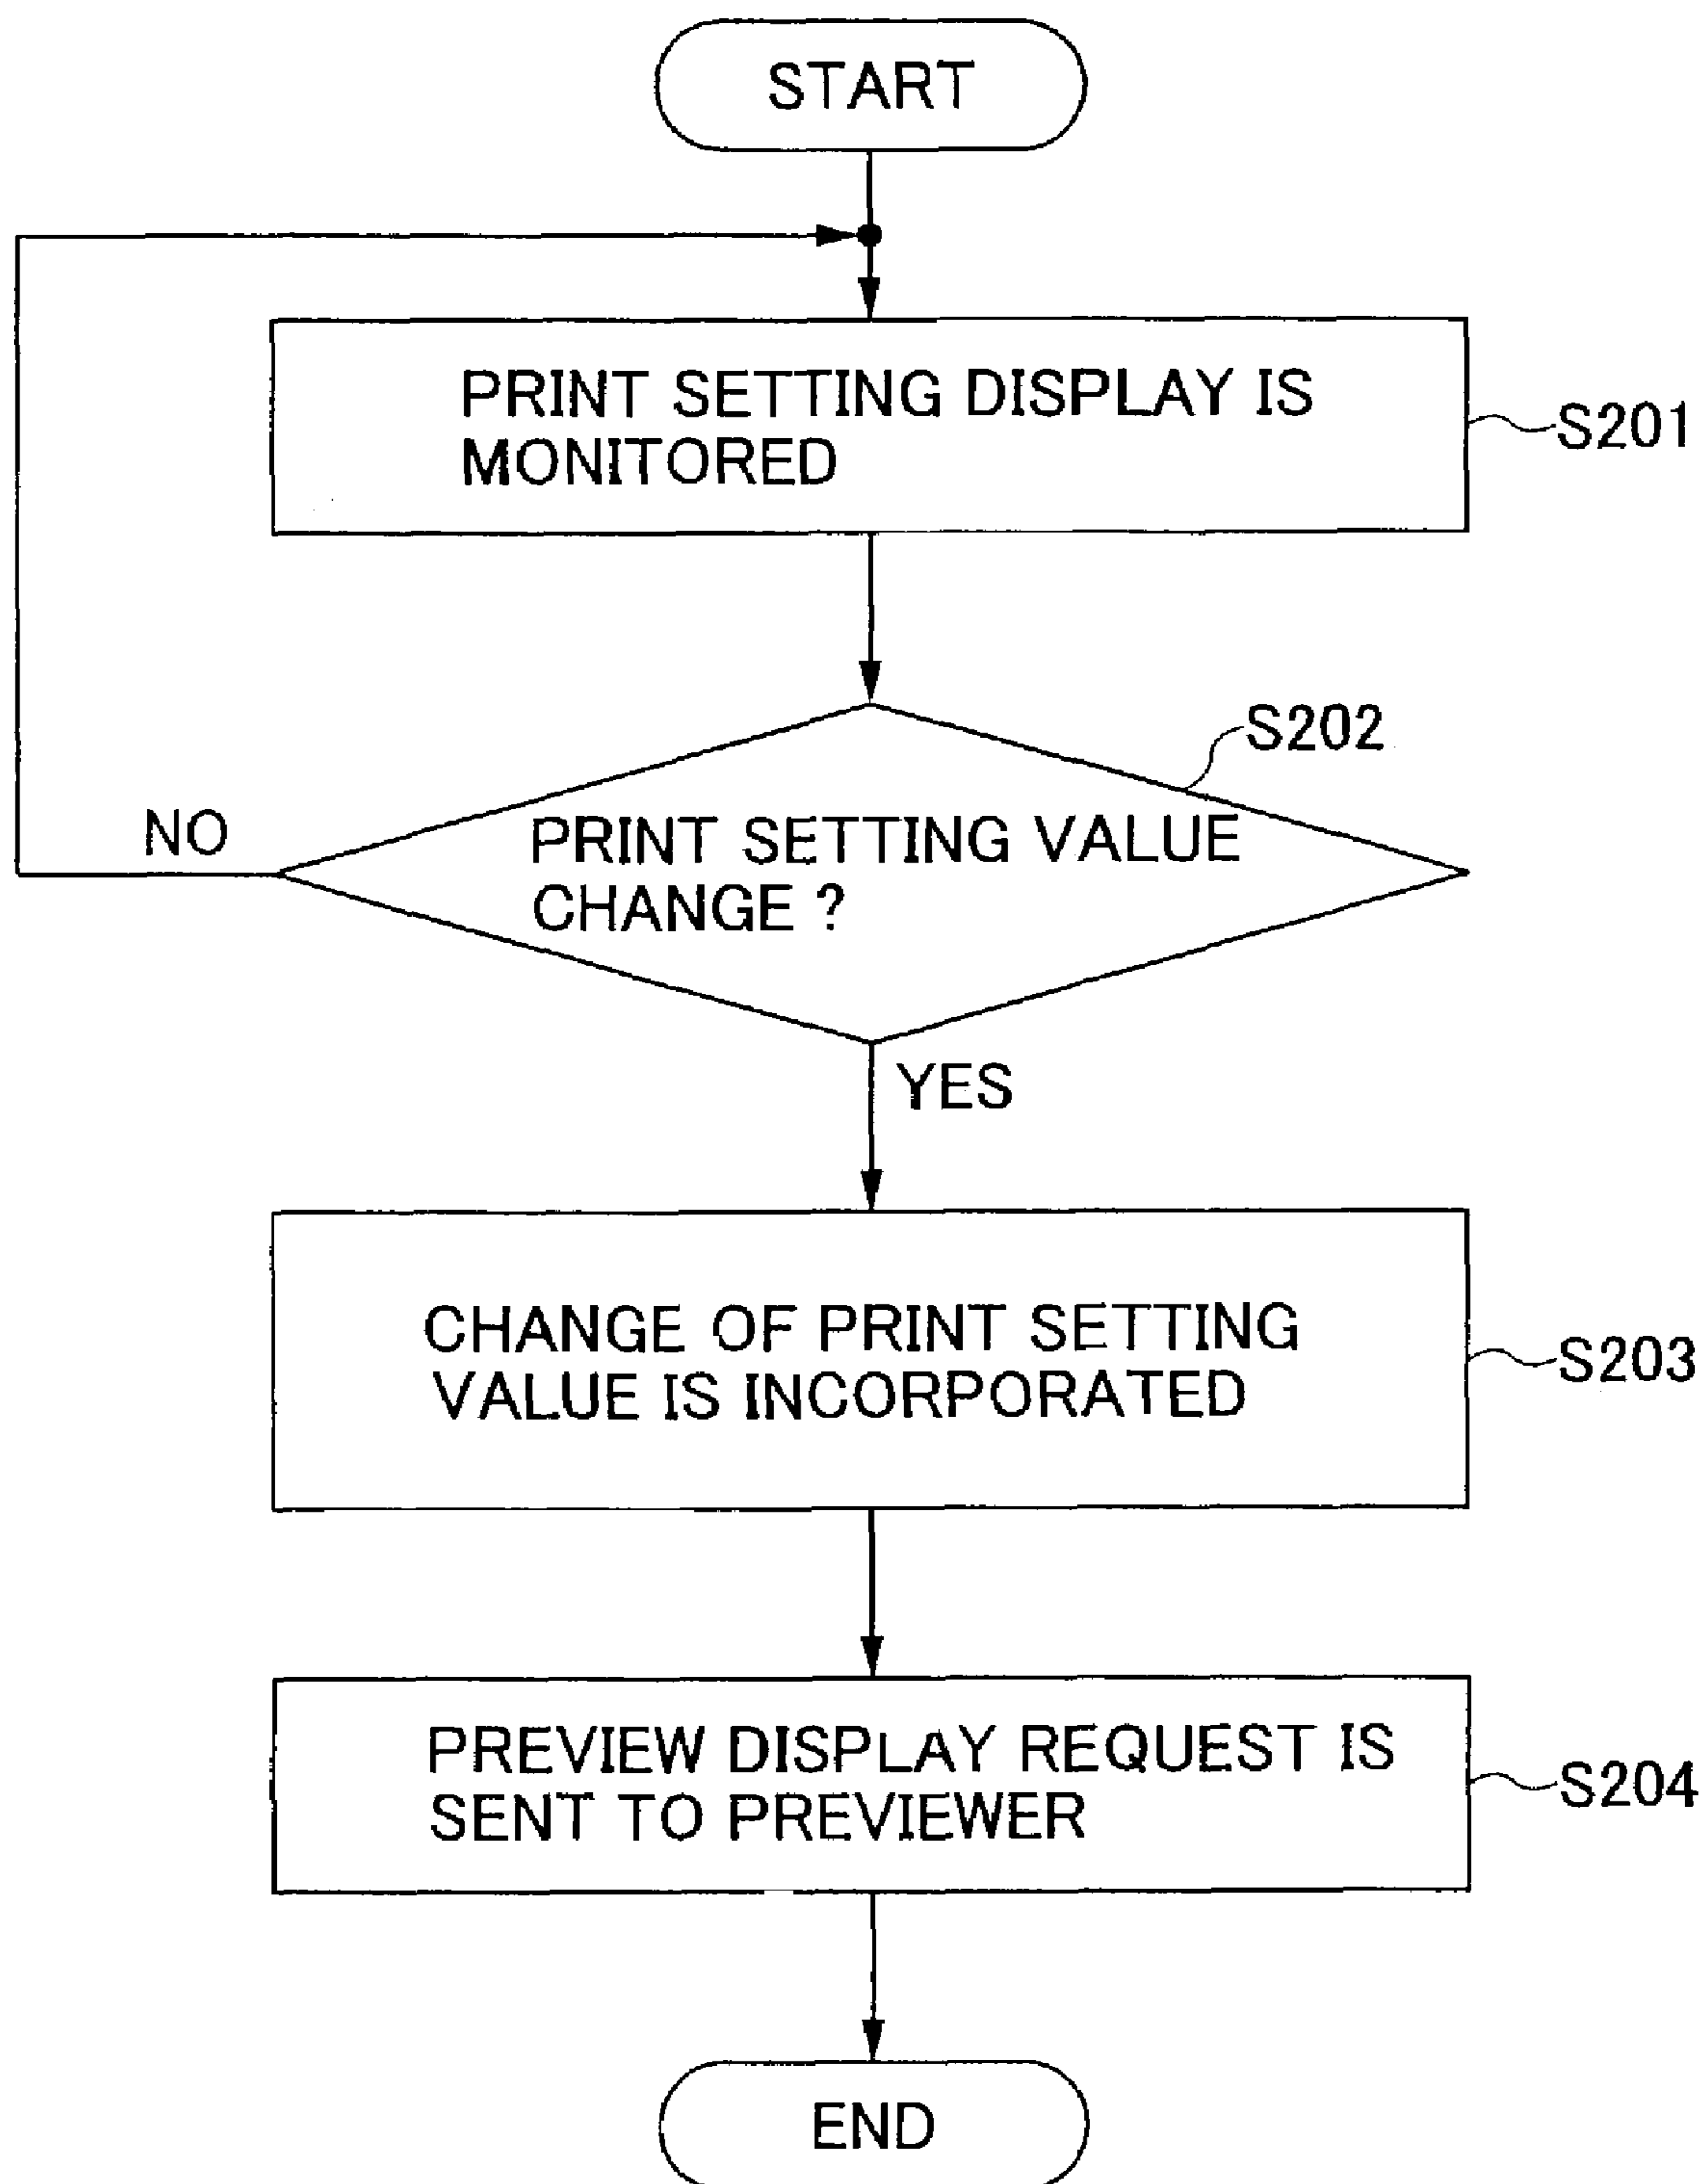 START
PRINT SETTING DISPLAY IS
MONITORED
S201
S202
NO
PRINT SETTING VALUE
CHANGE ?
YES
CHANGE OF PRINT SETTING
VALUE IS INCORPORATED
S203
PREVIEW DISPLAY REQUEST IS
SENT TO PREVIEWER
S204
END